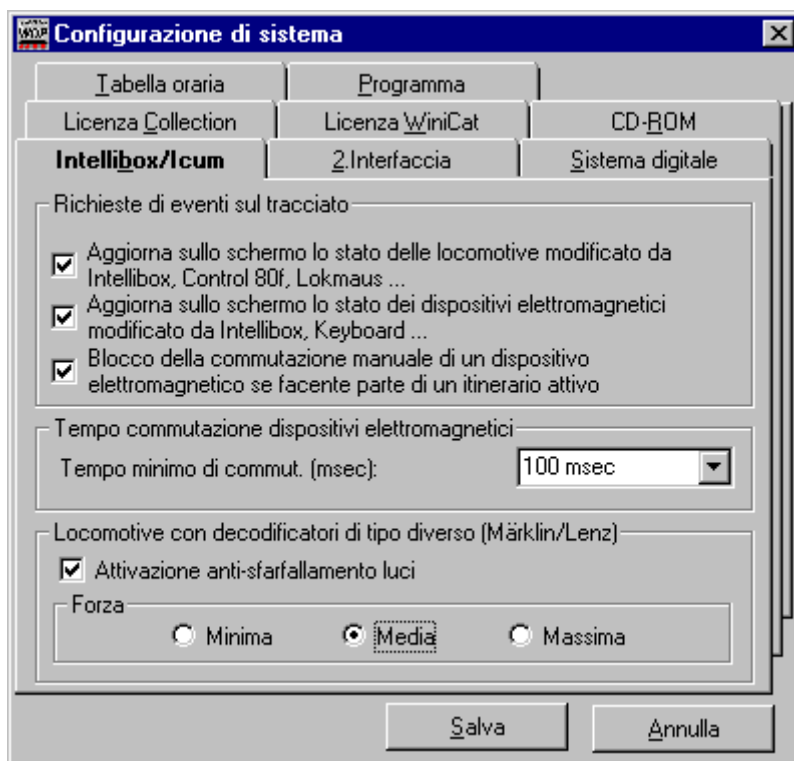 Configurazione di sistema
Tabella oraria
Programma
Licenza Collection
Licenza WiniCat
CD-ROM
Intellibox/Icum
2.Interfaccia
Sistema digitale
Richieste di eventi sul tracciato
Aggiorna sullo schermo lo stato delle locomotive modificato da
Intellibox, Control 80f, Lokmaus ...
Aggiorna sullo schermo lo stato dei dispositivi elettromagnetici
modificato da Intellibox, Keyboard ...
Blocco della commutazione manuale di un dispositivo
elettromagnetico se facente parte di un itinerario attivo
Tempo commutazione dispositivi elettromagnetici
Tempo minimo di commut. (msec):
100 msec
Locomotive con decodificatori di tipo diverso (Märklin/Lenz)
Attivazione anti-sfarfallamento luci
Forza
Minima
Media
Massima
Salva
Annulla